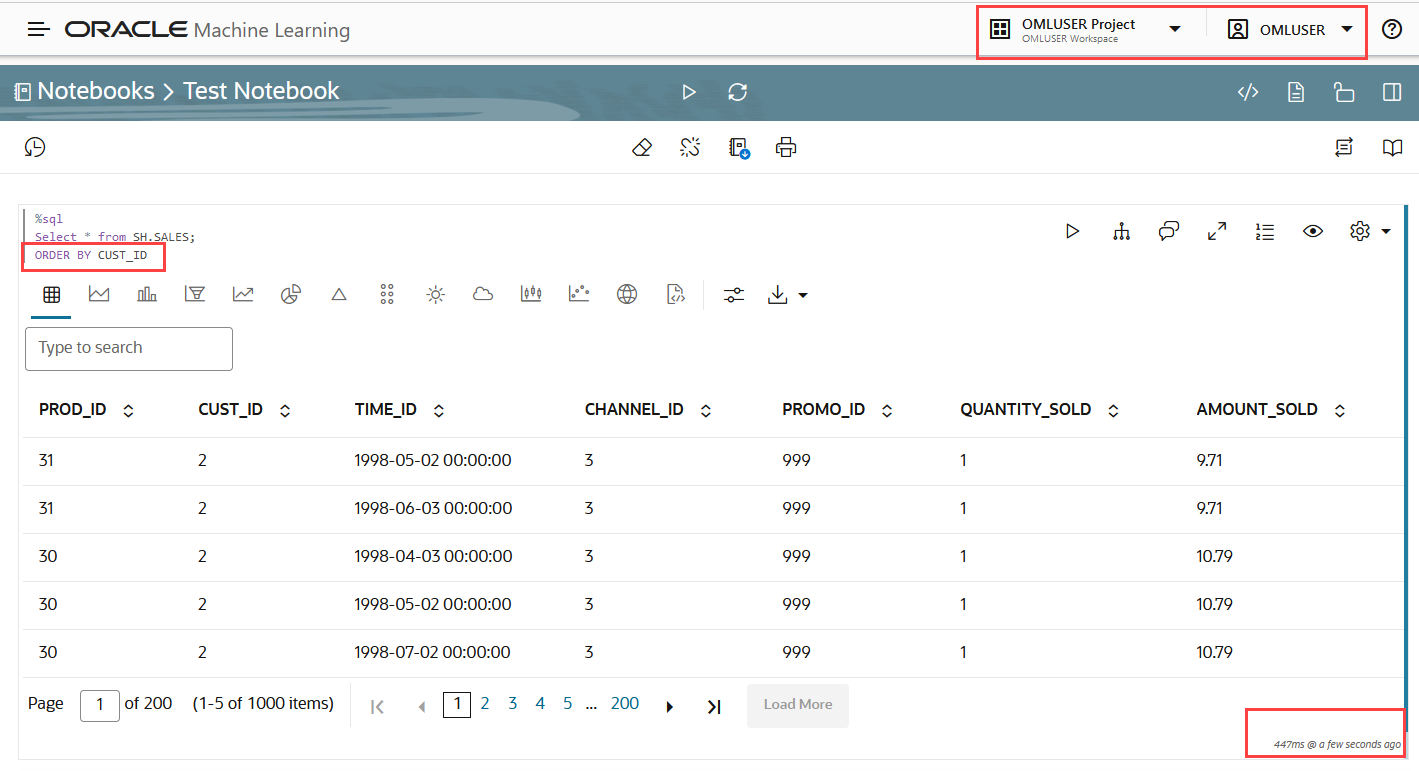 ORACLE Machine Learning
OMLUSER Project
OMLUSER Workspace
OMLUSER
Notebooks > Test Notebook
%sql
Select * from SH.SALES;
ORDER BY CUST_ID
Type to search
PROD_ID CUST_ID TIME_ID CHANNEL_ID PROMO_ID QUANTITY_SOLD AMOUNT_SOLD
31 2 1998-05-02 00:00:00 3 999 1 9.71
31 2 1998-06-03 00:00:00 3 999 1 9.71
30 2 1998-04-03 00:00:00 3 999 1 10.79
30 2 1998-05-02 00:00:00 3 999 1 10.79
30 2 1998-07-02 00:00:00 3 999 1 10.79
Page 1 of 200 (1-5 of 1000 items) 1 2 3 4 5 ... 200 Load More
447ms @ a few seconds ago